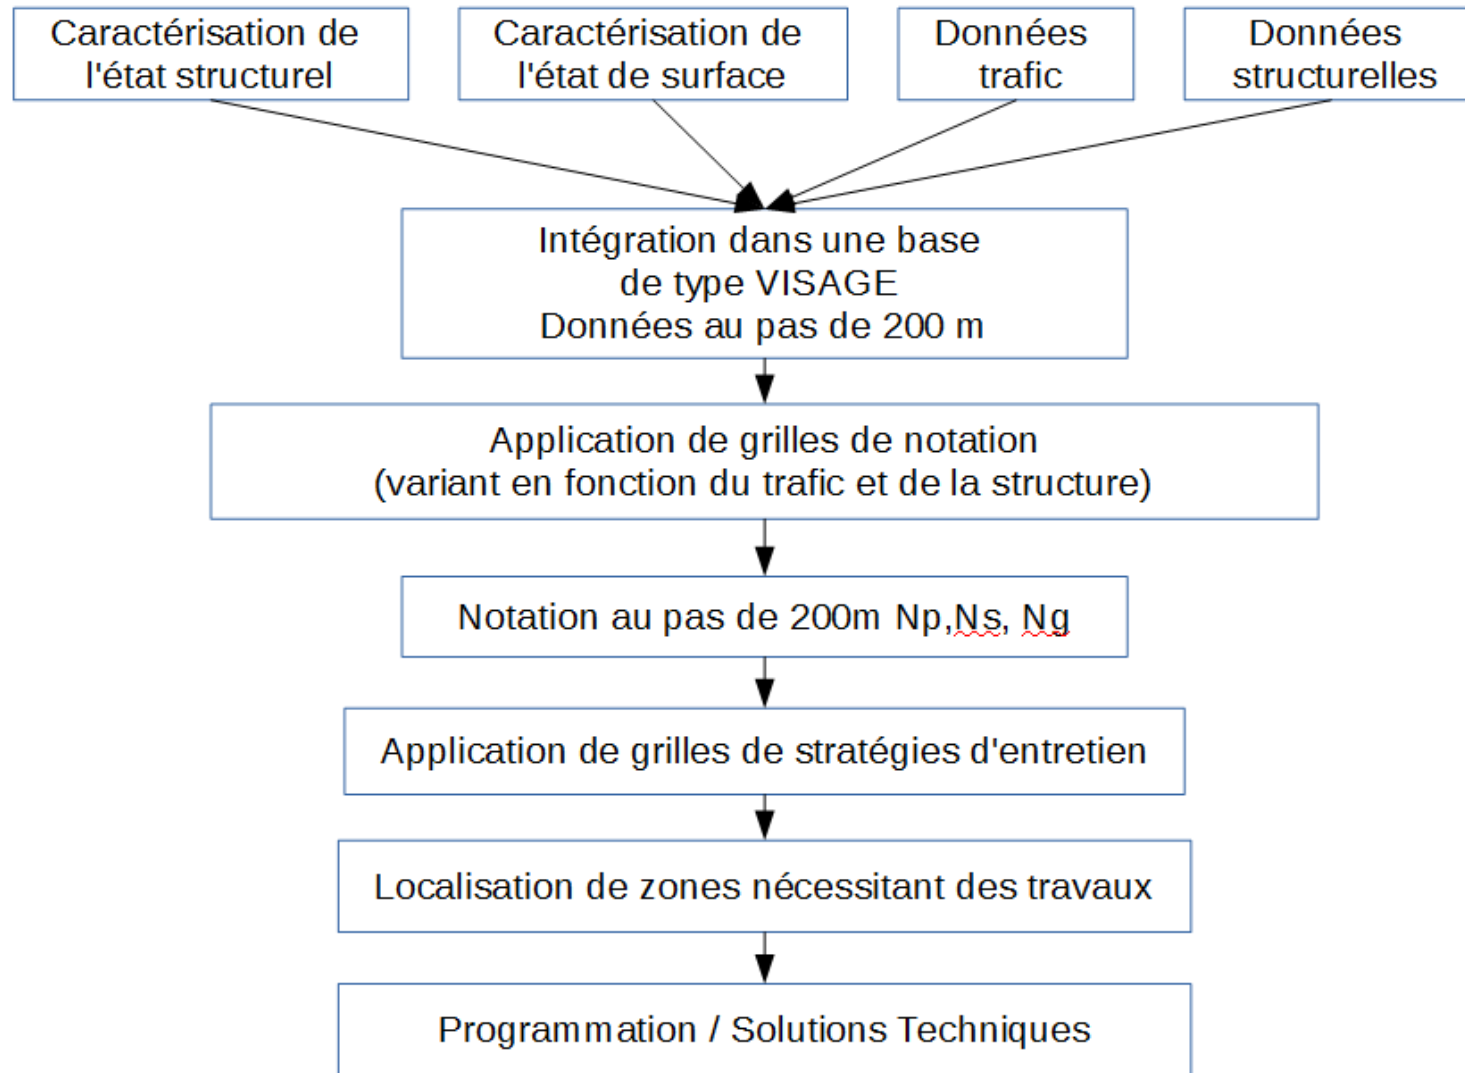 Caractérisation de
l'état structurel
Caractérisation de
l'état de surface
Données
trafic
Données
structurelles
Intégration dans une base
de type VISAGE
Données au pas de 200 m
Application de grilles de notation
(variant en fonction du trafic et de la structure)
Notation au pas de 200m Np,Ns, Ng
Application de grilles de stratégies d'entretien
Localisation de zones nécessitant des travaux
Programmation / Solutions Techniques